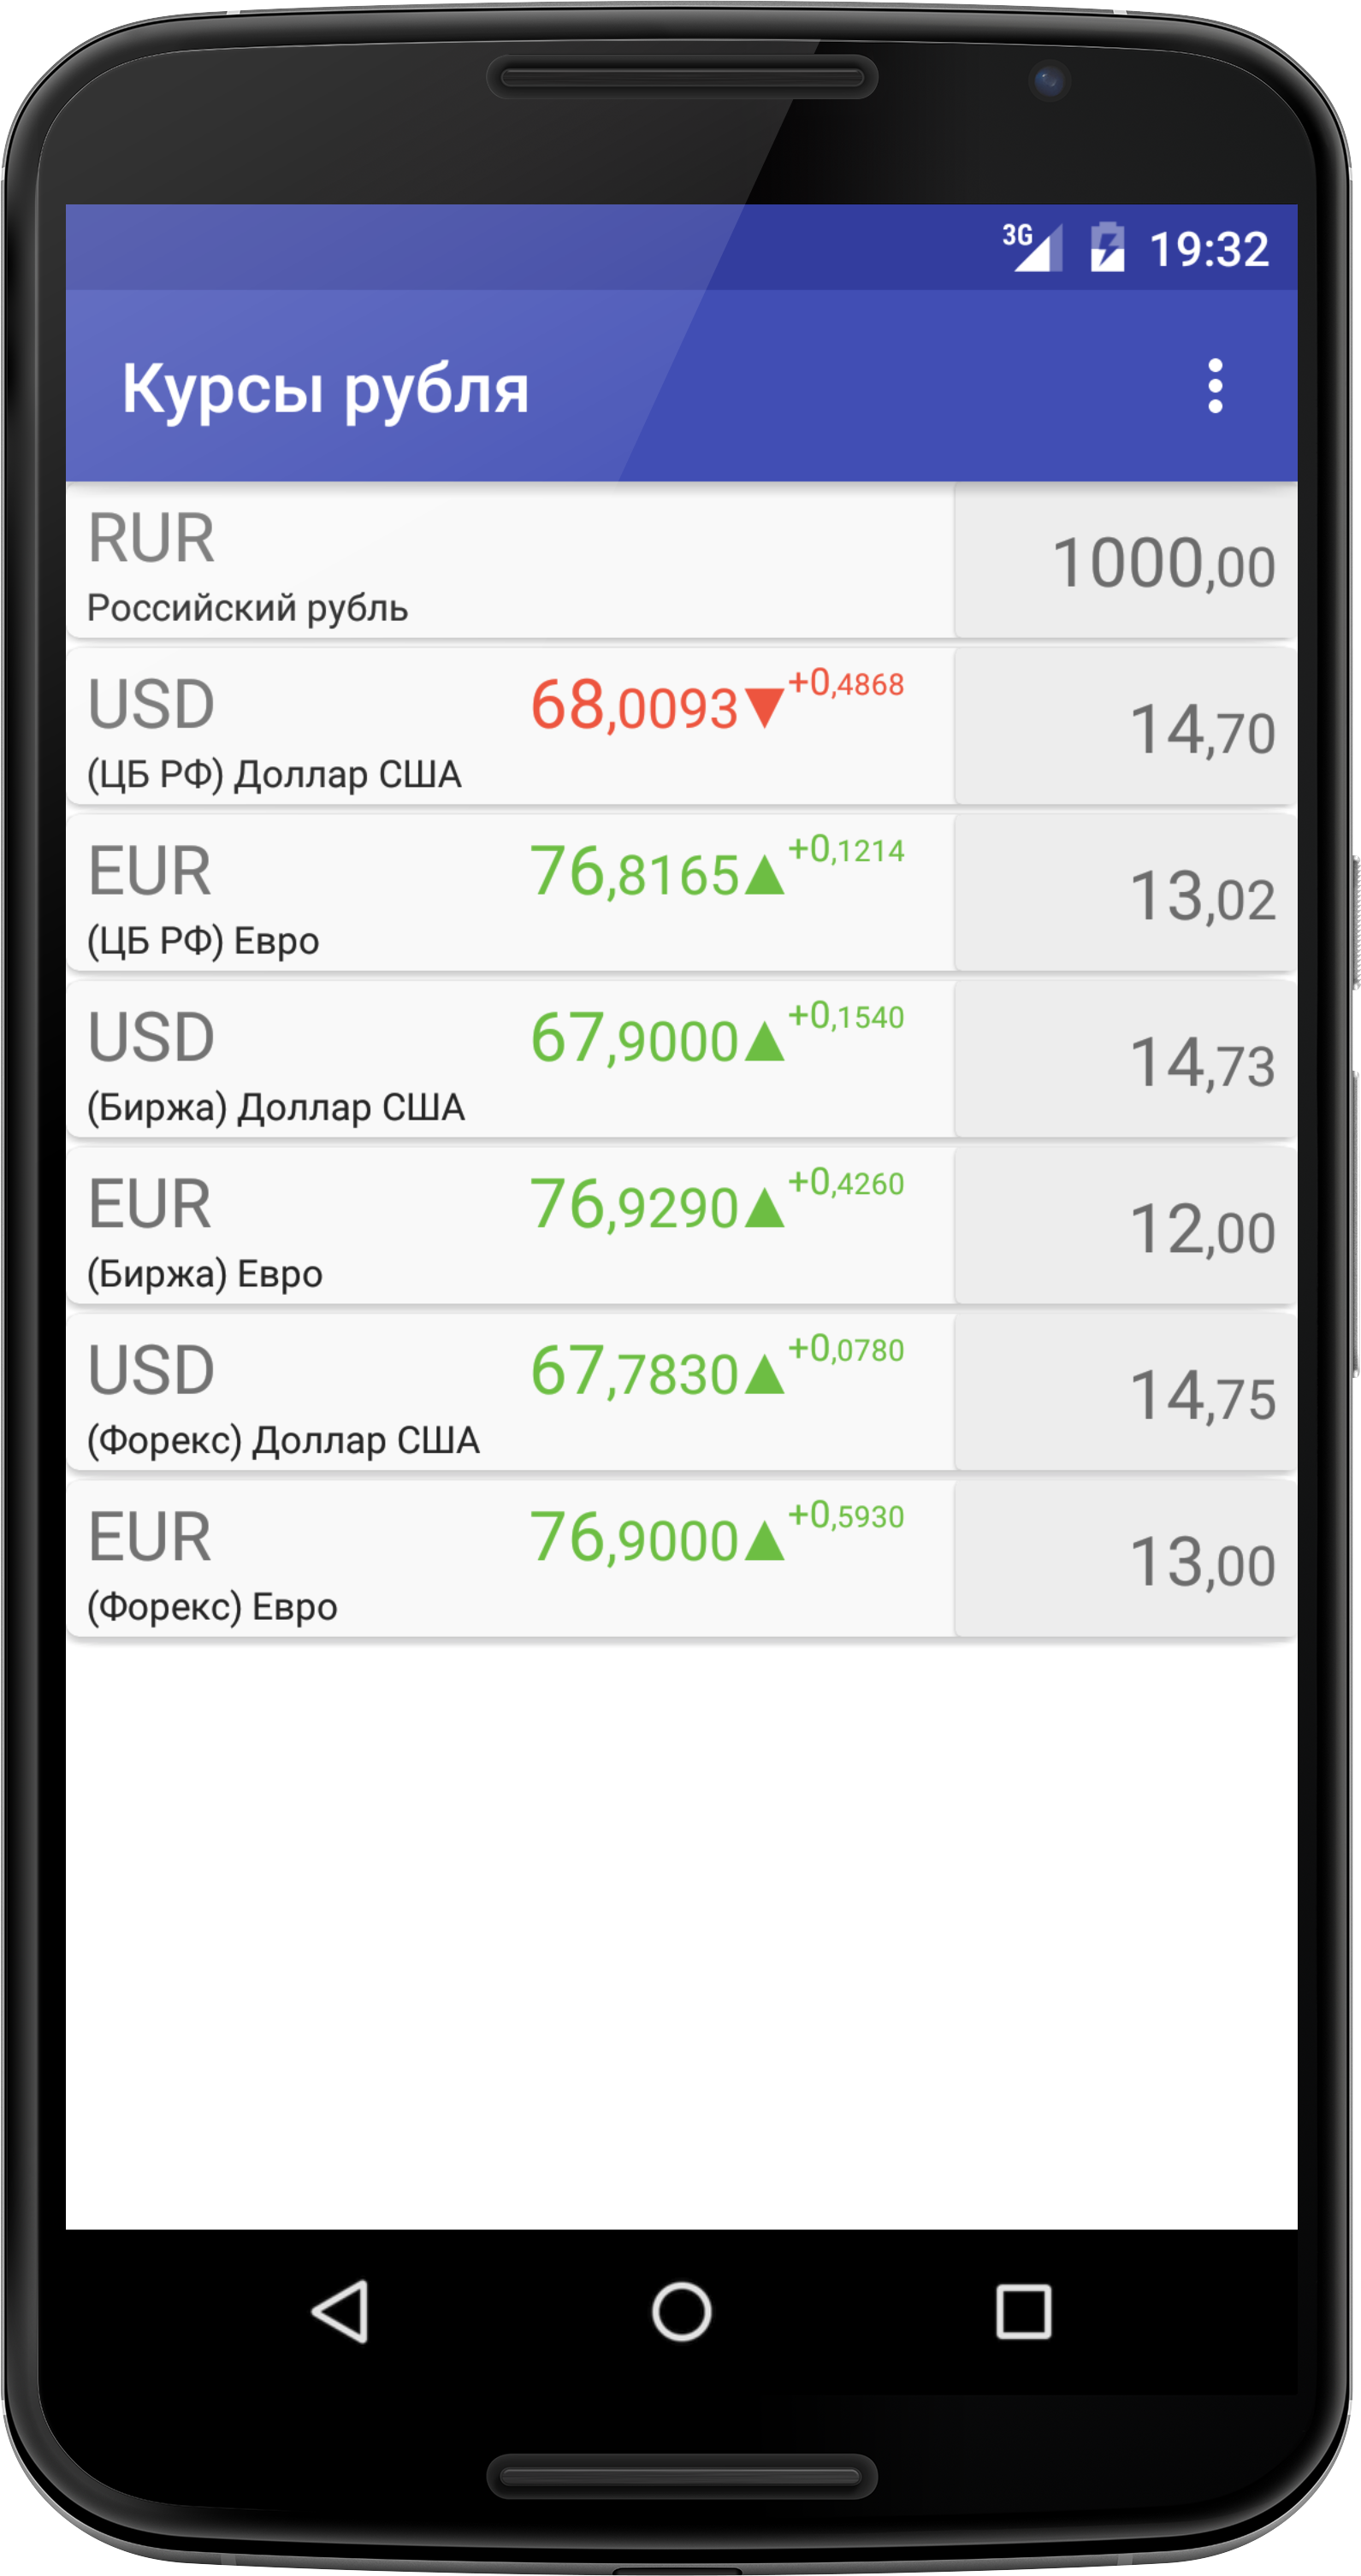 3G 19:32
Курсы рубля
RUR 1000,00
Российский рубль
USD 68,0093▼+0,4868 14,70
(ЦБ РФ) Доллар США
EUR 76,8165▲+0,1214 13,02
(ЦБ РФ) Евро
USD 67,9000▲+0,1540 14,73
(Биржа) Доллар США
EUR 76,9290▲+0,4260 12,00
(Биржа) Евро
USD 67,7830▲+0,0780 14,75
(Форекс) Доллар США
EUR 76,9000▲+0,5930 13,00
(Форекс) Евро